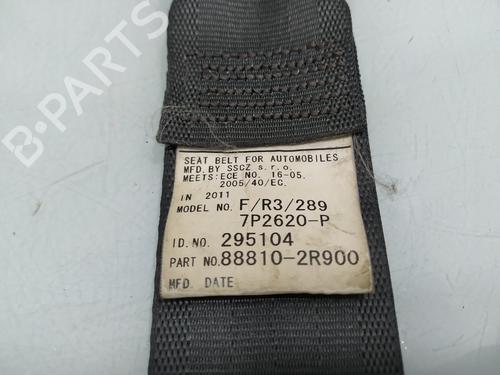 B-PARTS
SEAT BELT FOR AUTOMOBILES
MFD. BY SSCZ s.r.o.
MEETS:ECE NO. 16-05.
2005/40/EC.
IN 2011
MODEL NO. F/R3/289
7P2620-P
ID.NO. 295104
PART NO. 88810-2R900
MFD. DATE